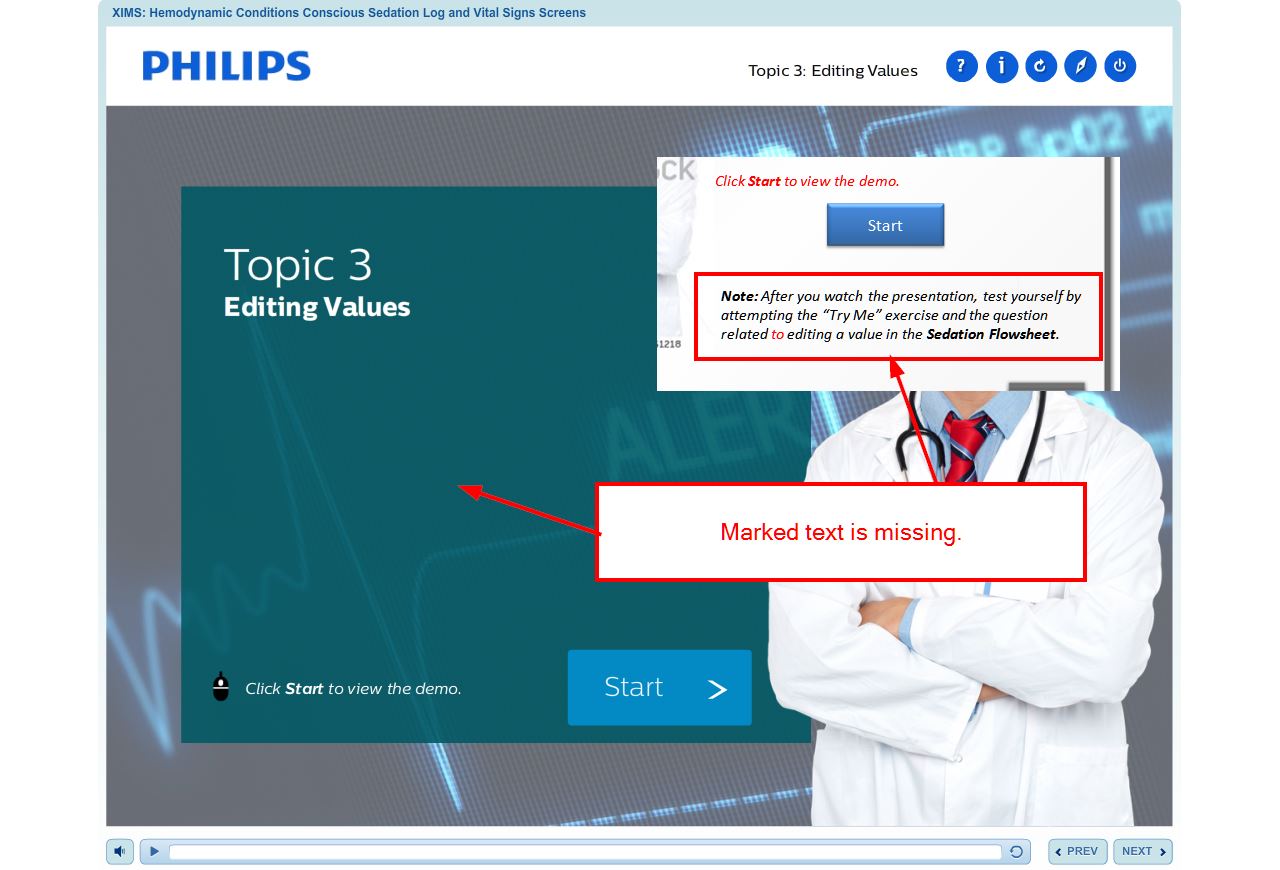 XIMS: Hemodynamic Conditions Conscious Sedation Log and Vital Signs Screens
PHILIPS
Topic 3: Editing Values
? i
SpO2
Click Start to view the demo.
Start
Note: After you watch the presentation, test yourself by
attempting the “Try Me” exercise and the question
related to editing a value in the Sedation Flowsheet.
1218
Topic 3
Editing Values
ALER
Marked text is missing.
Click Start to view the demo.
Start >
PREV
NEXT